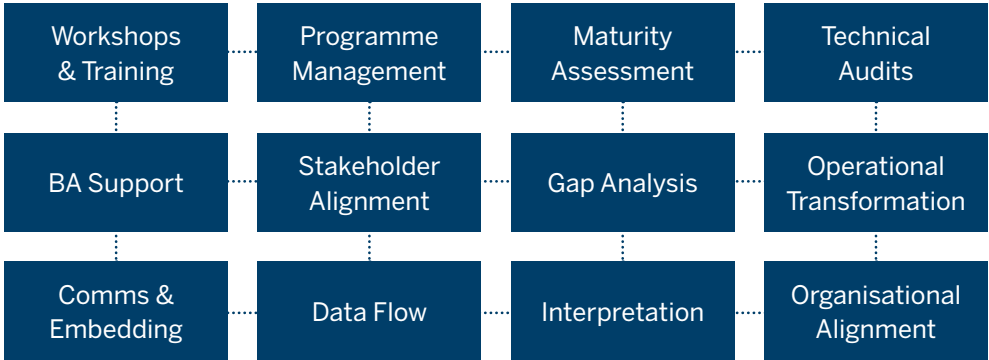 Workshops
& Training
Programme
Management
Maturity
Assessment
Technical
Audits
BA Support
Stakeholder
Alignment
Gap Analysis
Operational
Transformation
Comms &
Embedding
Data Flow
Interpretation
Organisational
Alignment